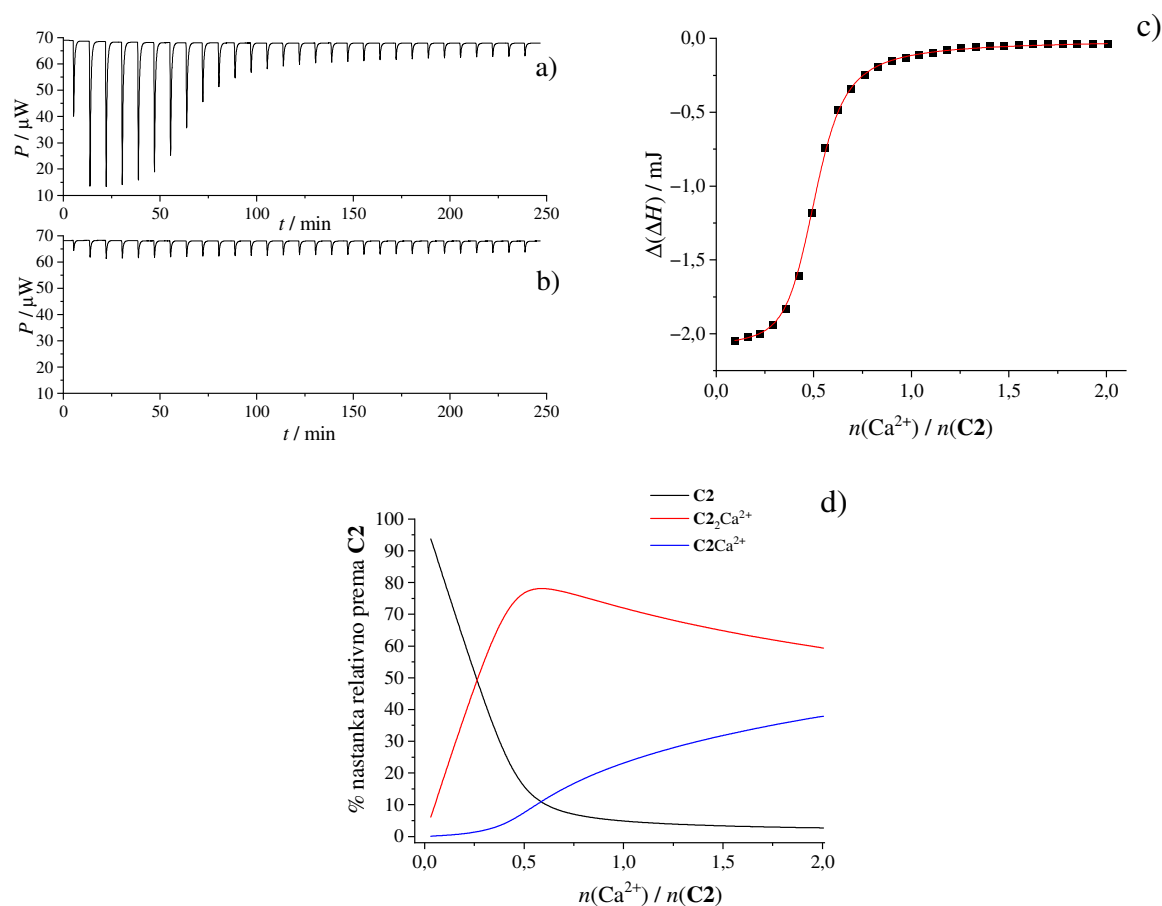 a)
P / µW
70
60
50
40
30
20
10
0 50 100 150 200 250
t / min
b)
P / µW
70
60
50
40
30
20
10
0 50 100 150 200 250
t / min
c)
Δ(ΔH) / mJ
0,0
−0,5
−1,0
−1,5
−2,0
0,0 0,5 1,0 1,5 2,0
n(Ca²⁺) / n(C2)
d)
C2
C2₂Ca²⁺
C2Ca²⁺
% nastanka relativno prema C2
100
90
80
70
60
50
40
30
20
10
0
0,0 0,5 1,0 1,5 2,0
n(Ca²⁺) / n(C2)